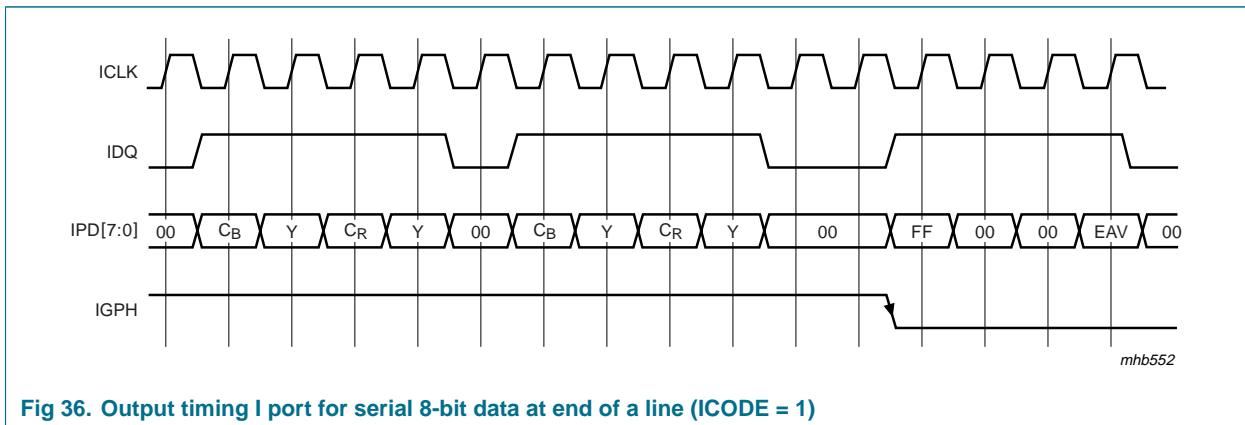 ICLK
IDQ
IPD[7:0] 00 CB Y CR Y 00 CB Y CR Y 00 FF 00 00 EAV 00
IGPH
mhb552
Fig 36. Output timing I port for serial 8-bit data at end of a line (ICODE = 1)